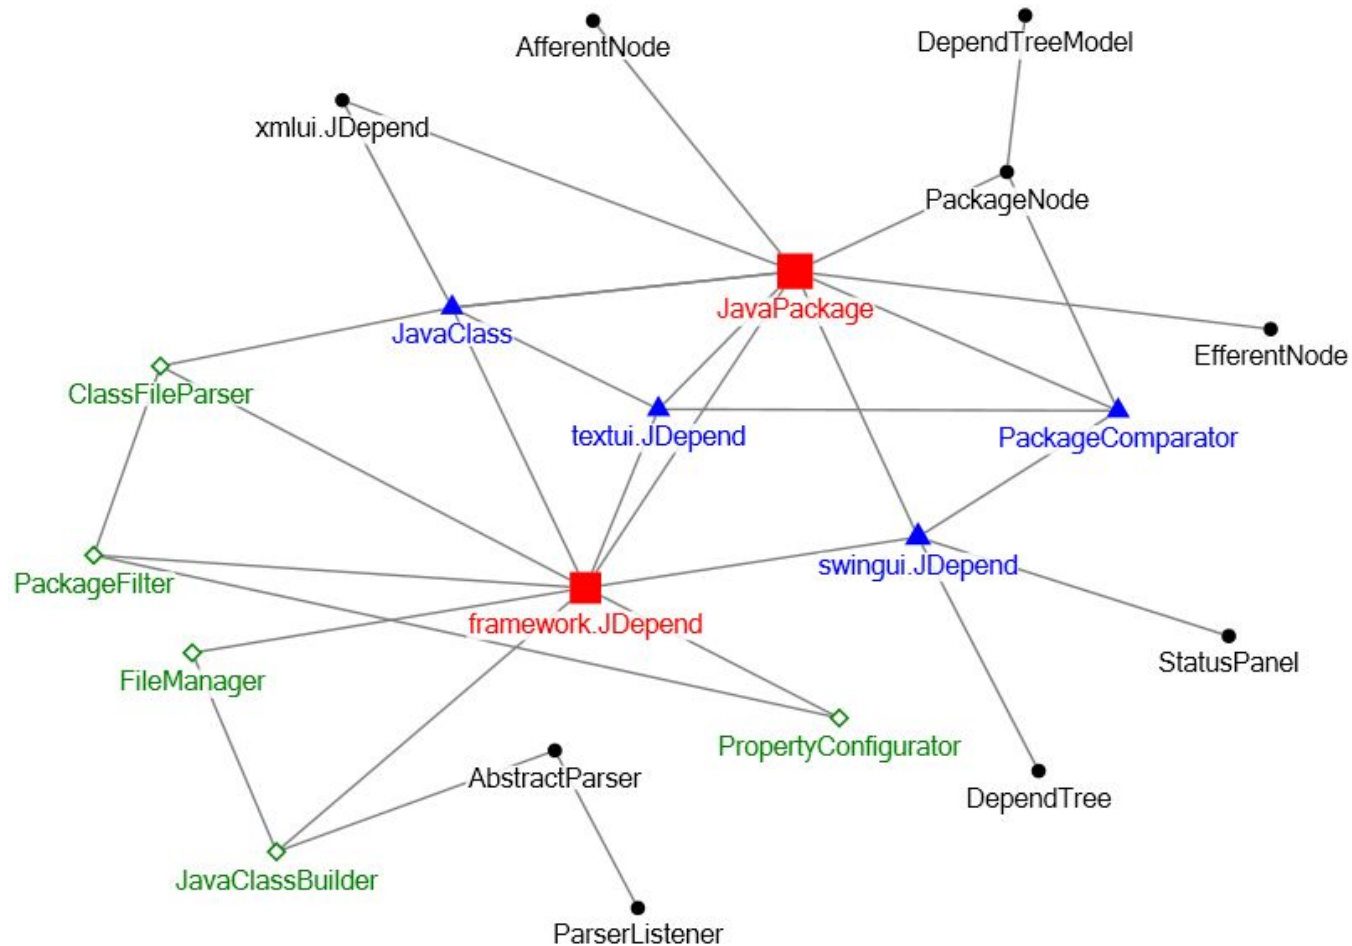 DependTreeModel
AfferentNode
xmlui.JDepend
PackageNode
JavaPackage
JavaClass
EfferentNode
ClassFileParser
textui.JDepend
PackageComparator
swingui.JDepend
PackageFilter
framework.JDepend
StatusPanel
FileManager
PropertyConfigurator
AbstractParser
DependTree
JavaClassBuilder
ParserListener